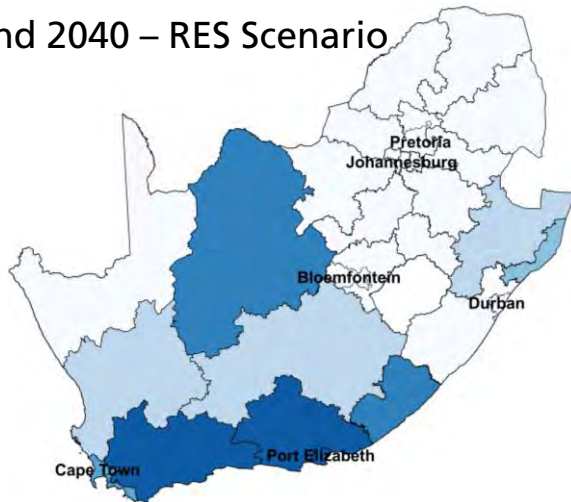 nd 2040 – RES Scenario
Pretoria
Johannesburg
Bloemfontein
Durban
Port Elizabeth
Cape Town